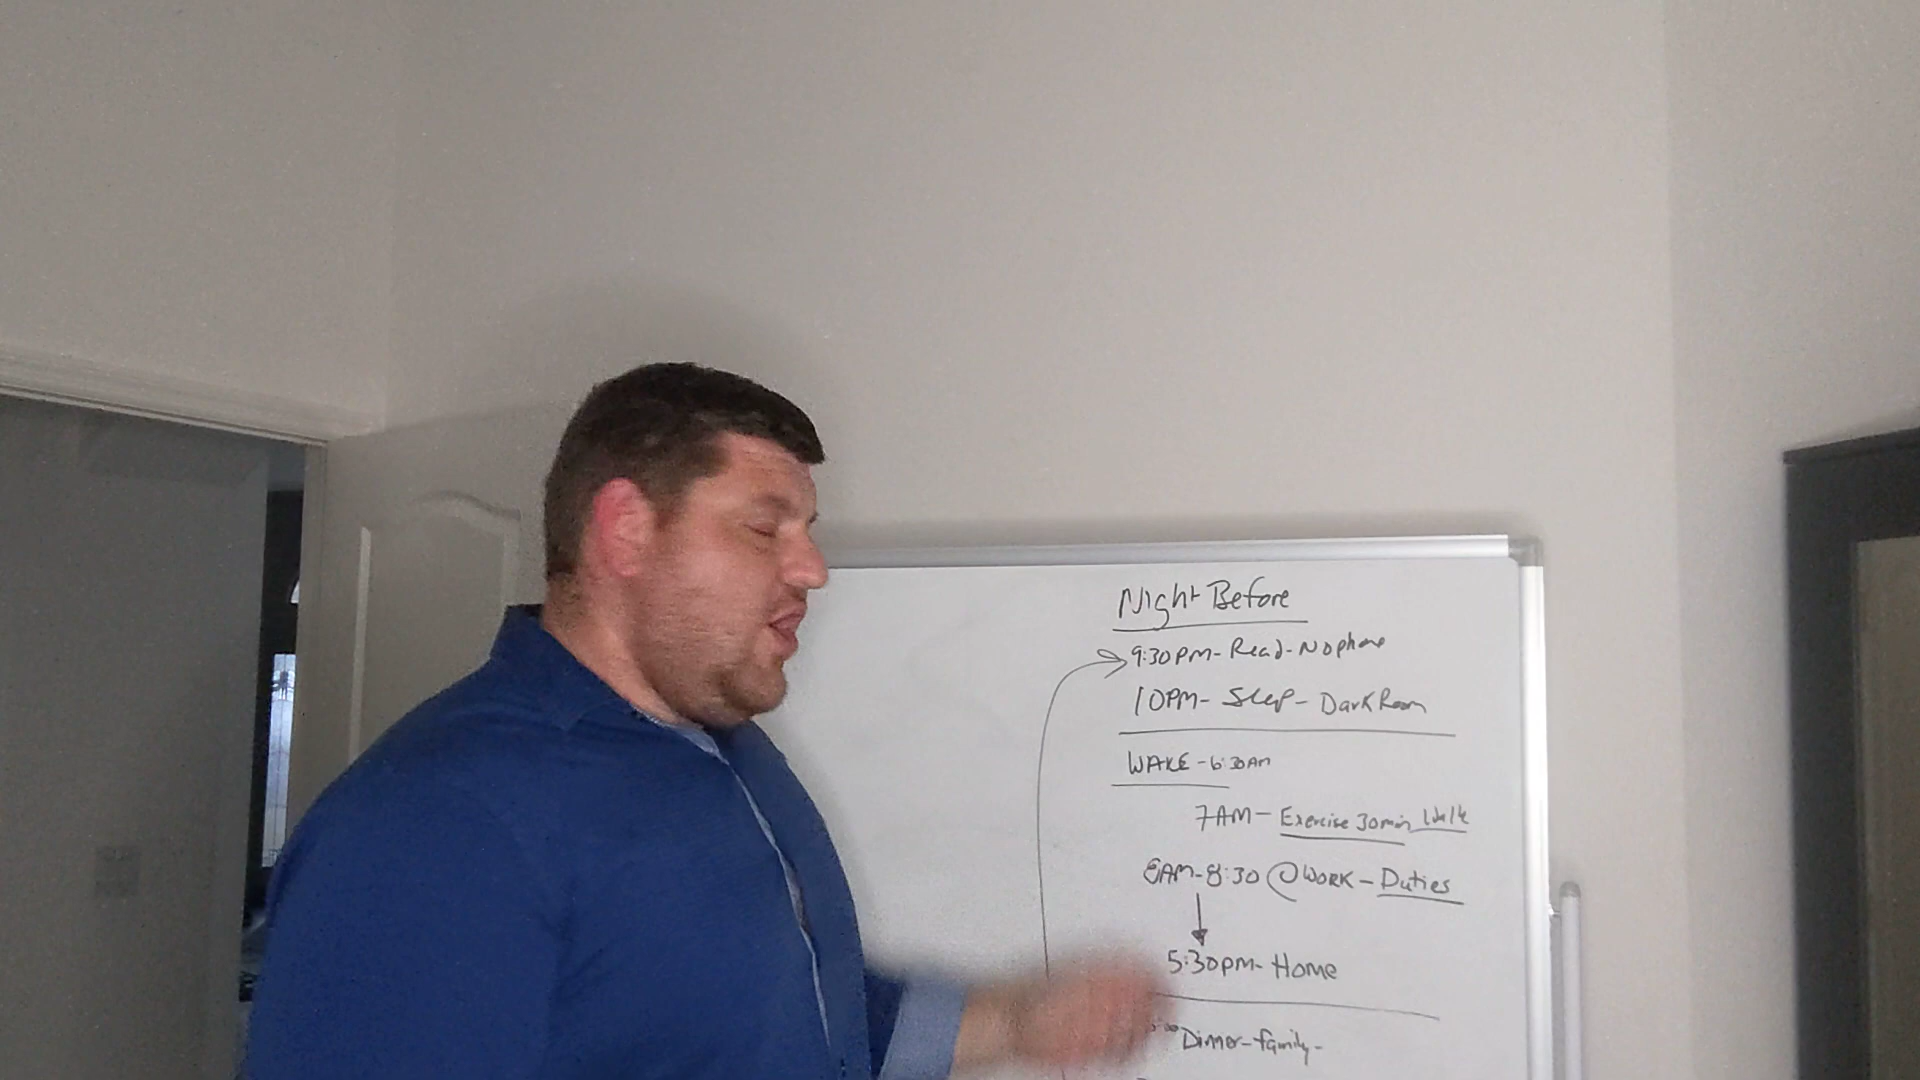 Night Before
9:30PM- Read- No phone
10PM- Sleep - Dark Room
WAKE - 6:30AM
7AM- Exercise 30min Walk
8AM-8:30 @ WORK - Duties
5:30pm- Home
Dinner- family-